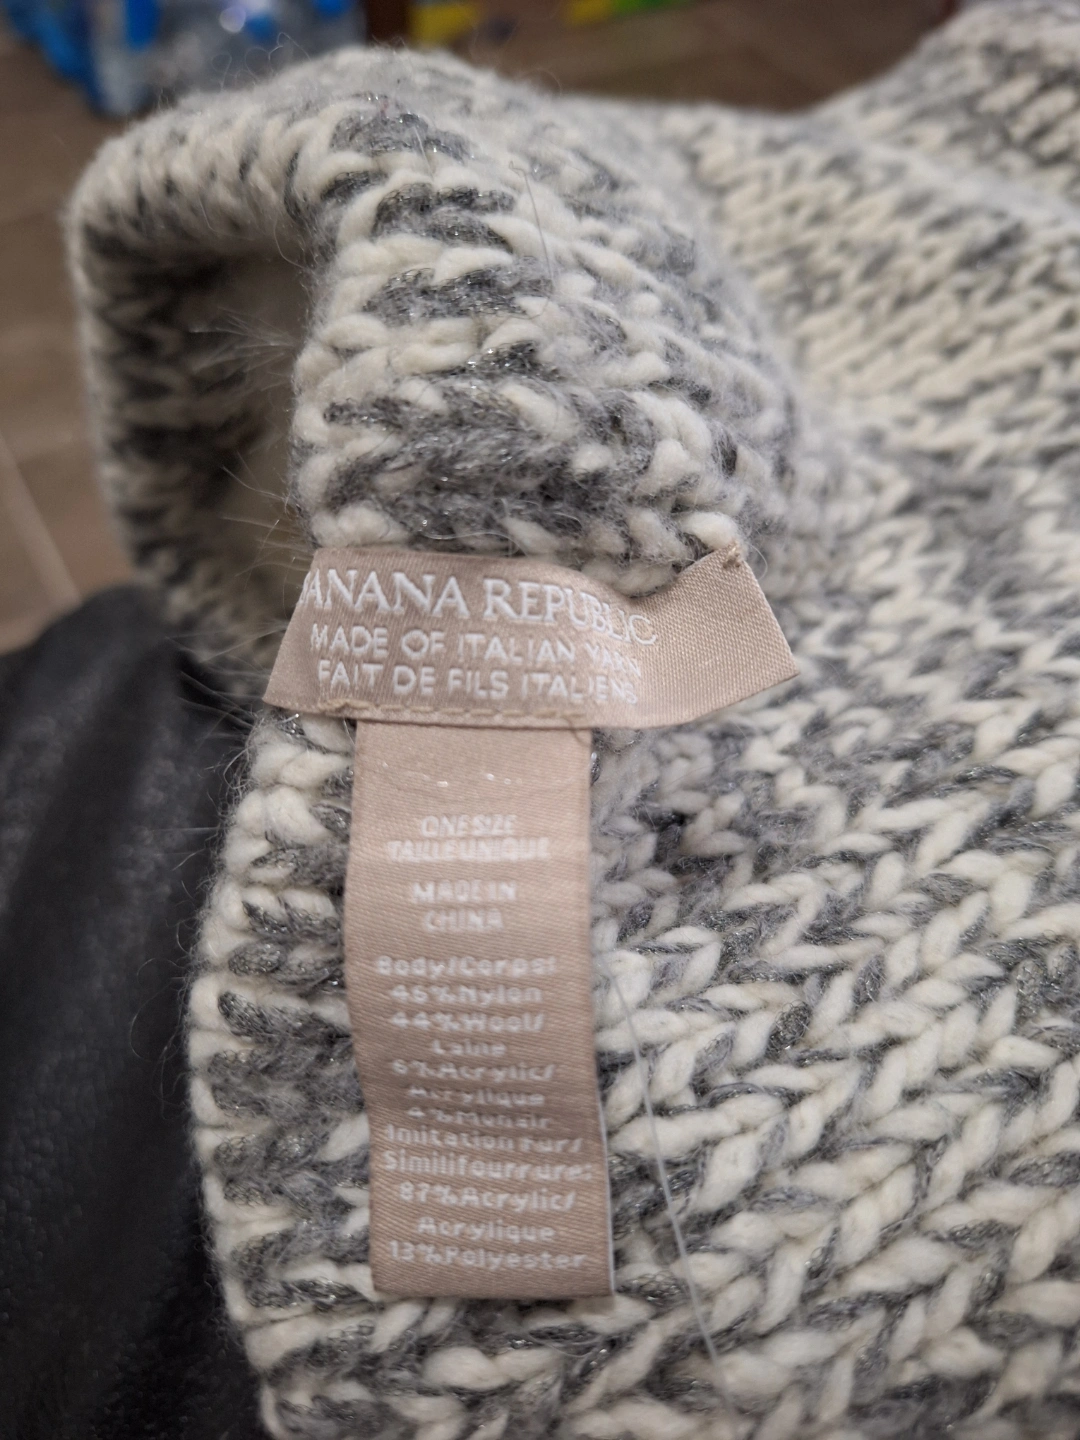 ANANA REPUBLIC
MADE OF ITALIAN YARN
FAIT DE FILS ITALIENS
ONE SIZE
TAILLE UNIQUE
MADE IN
CHINA
Body/Corps:
45%Nylon
44%Wool/
Laine
6%Acrylic/
Acrylique
4%Mohair
Imitation Fur/
Similifourrure:
87%Acrylic/
Acrylique
13%Polyester